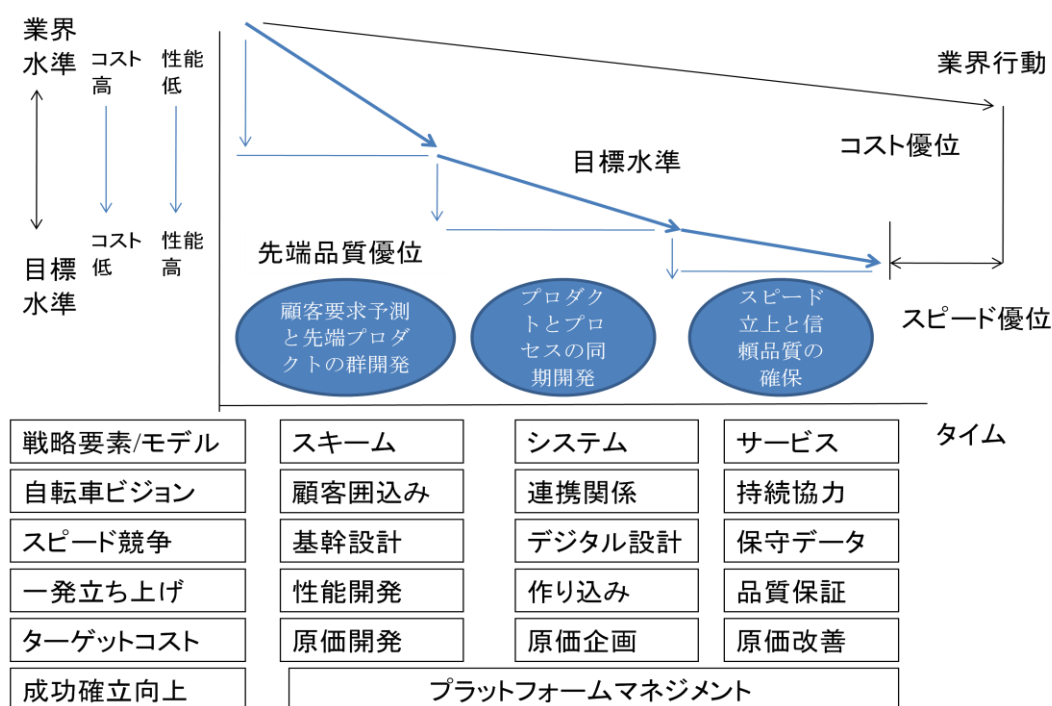 業界
水準
コスト
高
性能
低
業界行動
コスト優位
目標水準
コスト
低
性能
高
目標
水準
先端品質優位
スピード優位
顧客要求予測
と先端プロダ
クトの群開発
プロダク
トとプロ
セスの同
期開発
スピード
立上と信
頼品質の
確保
タイム
戦略要素/モデル
スキーム
システム
サービス
自転車ビジョン
顧客囲込み
連携関係
持続協力
スピード競争
基幹設計
デジタル設計
保守データ
一発立ち上げ
性能開発
作り込み
品質保証
ターゲットコスト
原価開発
原価企画
原価改善
成功確立向上
プラットフォームマネジメント